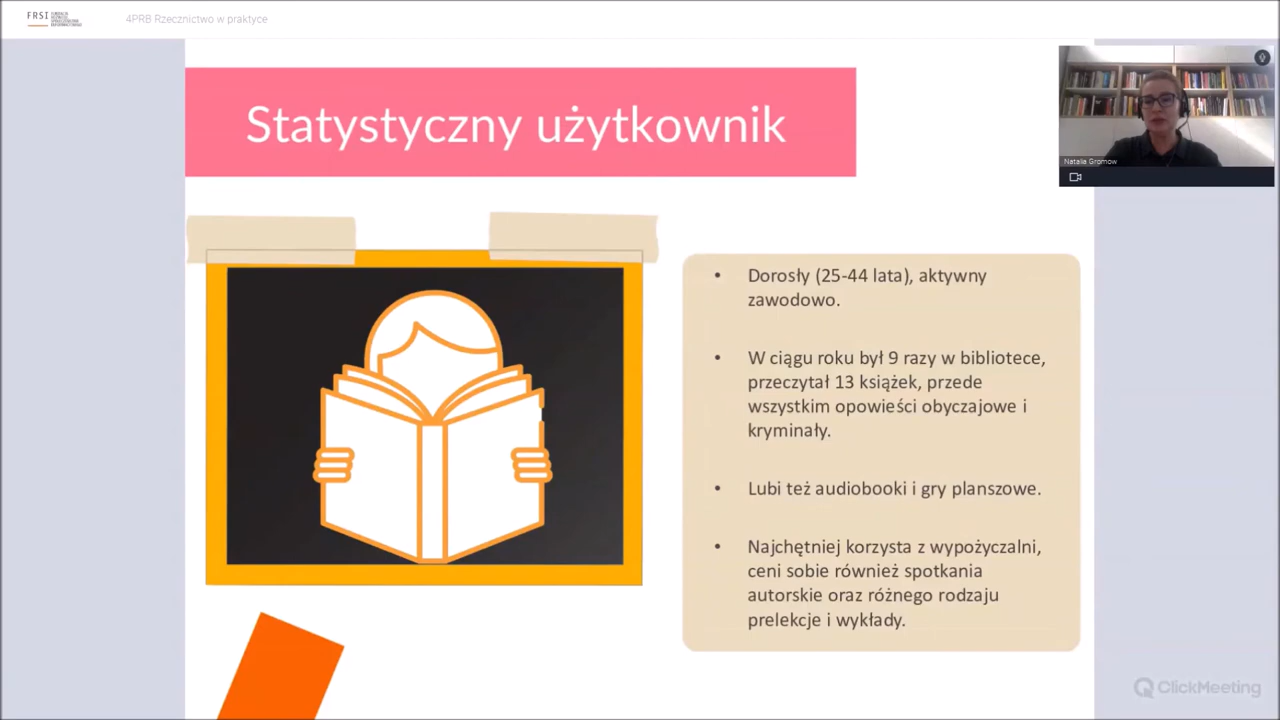 FRSI
4PRB Rzecznictwo w praktyce
Statystyczny użytkownik
Natalia Gromow
• Dorosły (25-44 lata), aktywny
zawodowo.
• W ciągu roku był 9 razy w bibliotece,
przeczytał 13 książek, przede
wszystkim opowieści obyczajowe i
kryminały.
• Lubi też audiobooki i gry planszowe.
• Najchętniej korzysta z wypożyczalni,
ceni sobie również spotkania
autorskie oraz różnego rodzaju
prelekcje i wykłady.
ClickMeeting